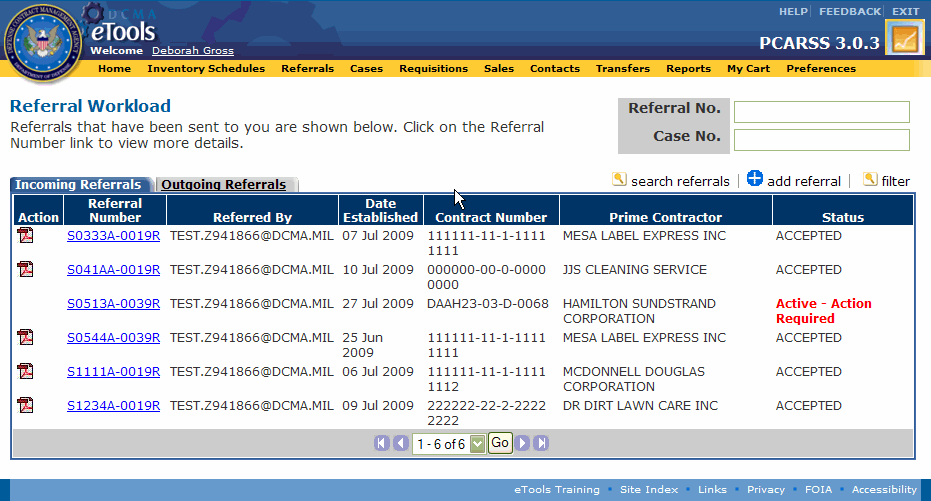 HELP | FEEDBACK | EXIT
DCMA
eTools
Welcome Deborah Gross
PCARSS 3.0.3
Home Inventory Schedules Referrals Cases Requisitions Sales Contacts Transfers Reports My Cart Preferences
Referral Workload
Referrals that have been sent to you are shown below. Click on the Referral
Number link to view more details.
Referral No.
Case No.
Incoming Referrals Outgoing Referrals
search referrals | add referral | filter
Action Referral Number Referred By Date Established Contract Number Prime Contractor Status
S0333A-0019R TEST.Z941866@DCMA.MIL 07 Jul 2009 111111-11-1-1111 MESA LABEL EXPRESS INC ACCEPTED
1111
S041AA-0019R TEST.Z941866@DCMA.MIL 10 Jul 2009 000000-00-0-0000 JJS CLEANING SERVICE ACCEPTED
0000
S0513A-0039R TEST.Z941866@DCMA.MIL 27 Jul 2009 DAAH23-03-D-0068 HAMILTON SUNDSTRAND Active - Action
CORPORATION Required
S0544A-0039R TEST.Z941866@DCMA.MIL 25 Jun 111111-11-1-1111 MESA LABEL EXPRESS INC ACCEPTED
2009 1111
S1111A-0019R TEST.Z941866@DCMA.MIL 06 Jul 2009 111111-11-1-1111 MCDONNELL DOUGLAS ACCEPTED
1112 CORPORATION
S1234A-0019R TEST.Z941866@DCMA.MIL 09 Jul 2009 222222-22-2-2222 DR DIRT LAWN CARE INC ACCEPTED
2222
1 - 6 of 6 Go
eTools Training • Site Index • Links • Privacy • FOIA • Accessibility